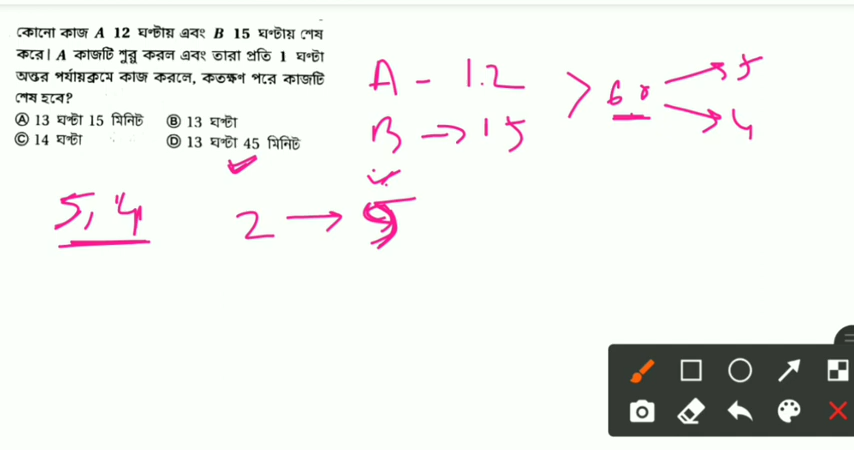 কোনো কাজ A 12 ঘণ্টায় এবং B 15 ঘণ্টায় শেষ
করে। A কাজটি শুরু করল এবং তারা প্রতি 1 ঘণ্টা
অন্তর পর্যায়ক্রমে কাজ করলে, কতক্ষণ পরে কাজটি
শেষ হবে?
Ⓐ 13 ঘণ্টা 15 মিনিট Ⓑ 13 ঘণ্টা
Ⓒ 14 ঘণ্টা Ⓓ 13 ঘণ্টা 45 মিনিট
A - 1.2
B → 15
> 60
5
4
5, 4
2 → 9